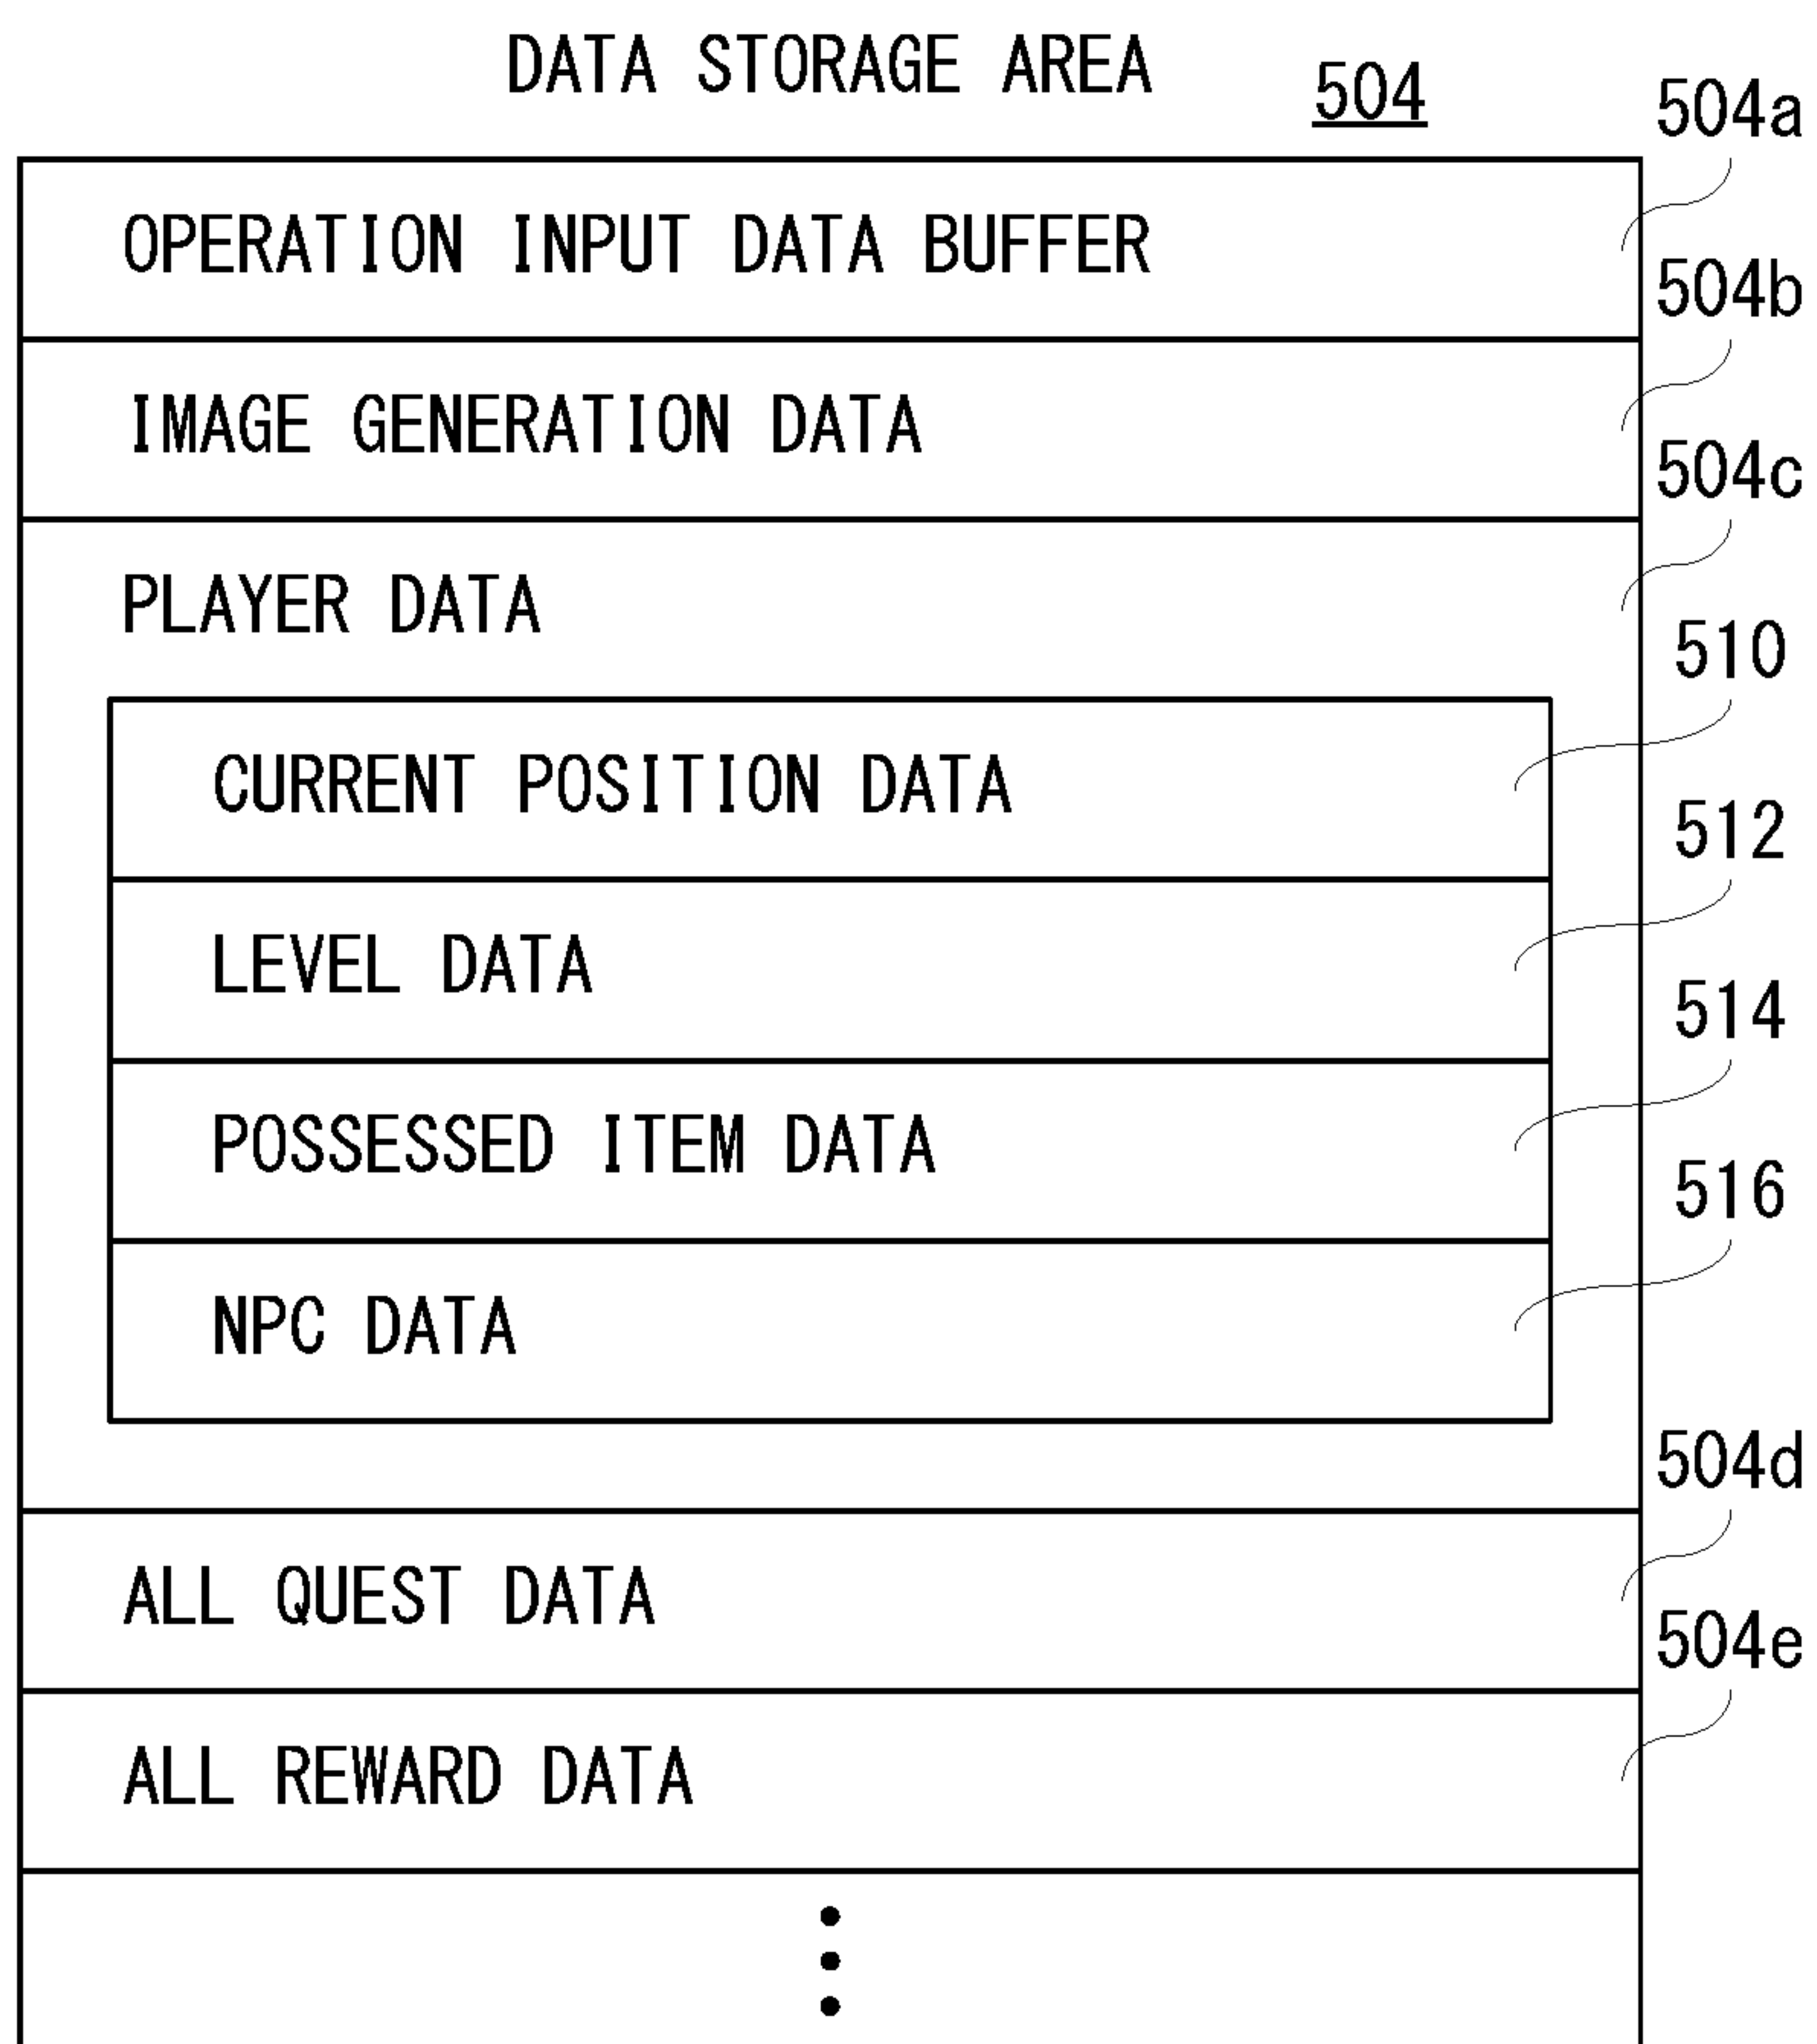 DATA STORAGE AREA 504
504a
OPERATION INPUT DATA BUFFER
504b
IMAGE GENERATION DATA
504c
PLAYER DATA
510
CURRENT POSITION DATA
512
LEVEL DATA
514
POSSESSED ITEM DATA
516
NPC DATA
504d
ALL QUEST DATA
504e
ALL REWARD DATA